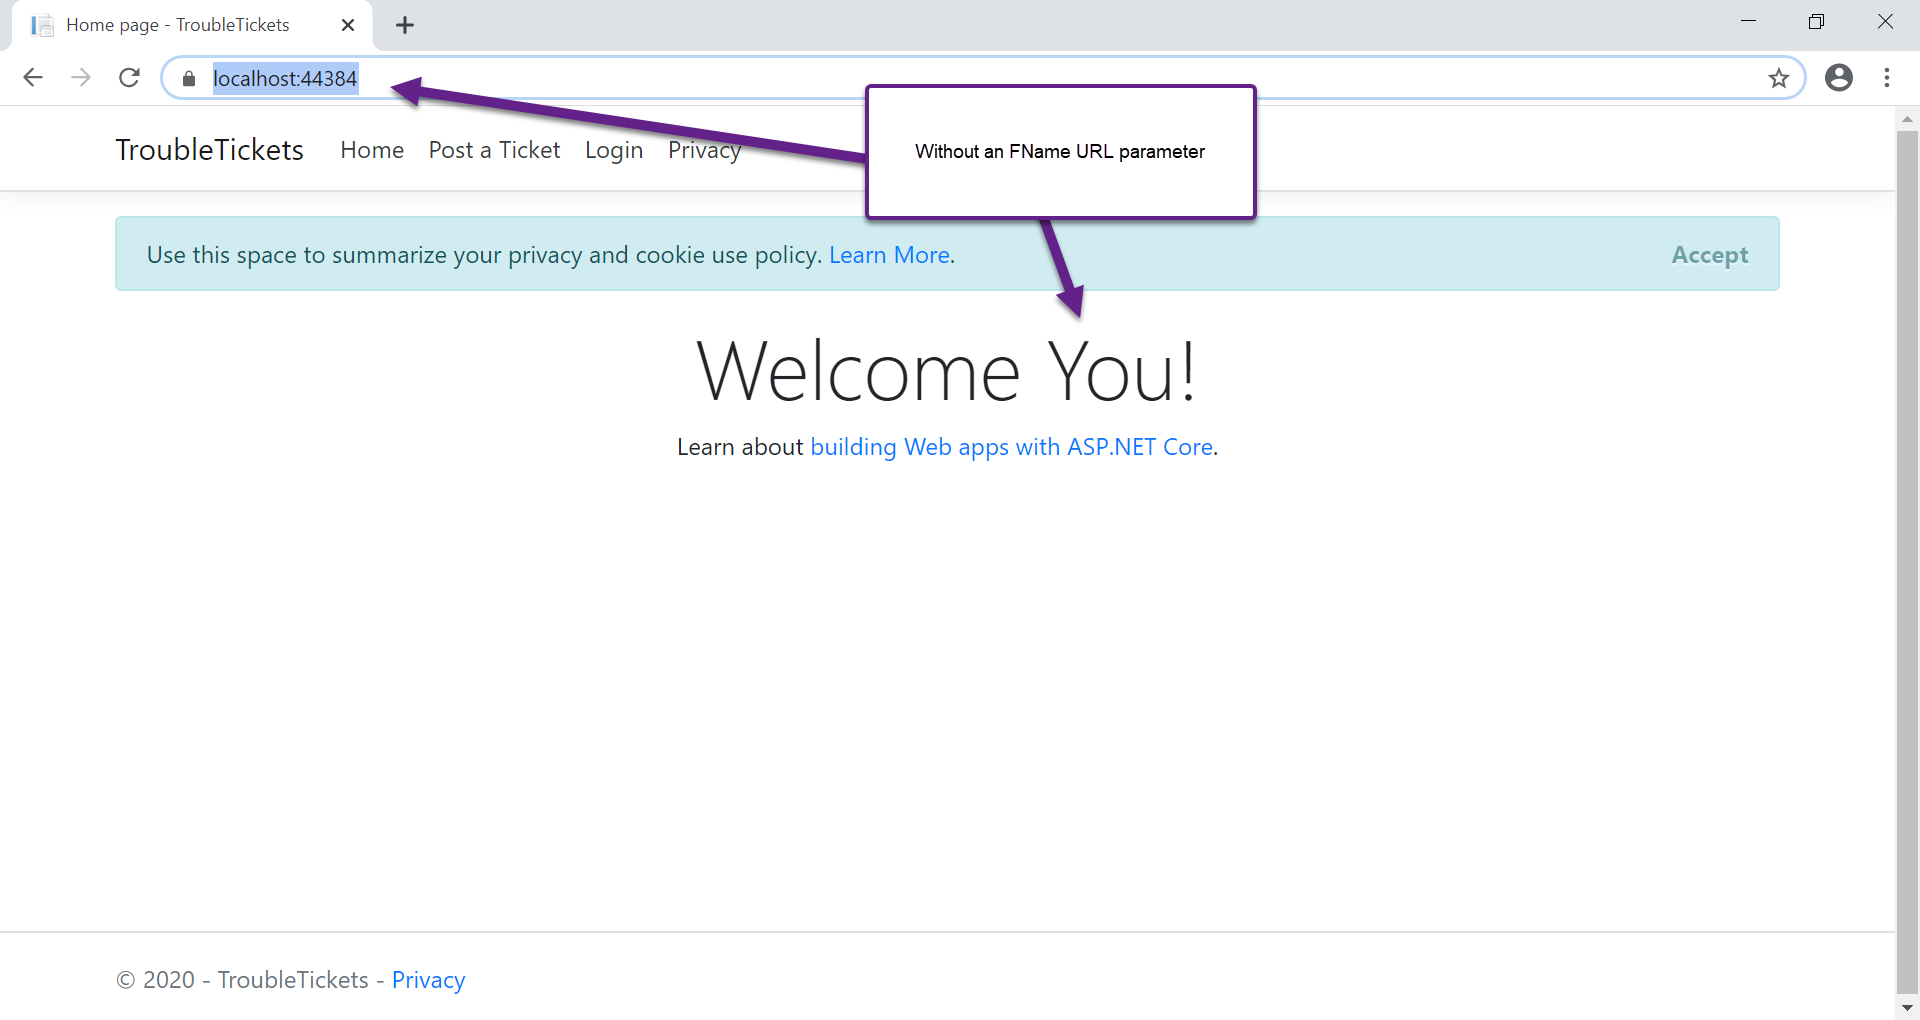 Home page - TroubleTickets
localhost:44384
TroubleTickets Home Post a Ticket Login Privacy
Without an FName URL parameter
Use this space to summarize your privacy and cookie use policy. Learn More. Accept
Welcome You!
Learn about building Web apps with ASP.NET Core.
© 2020 - TroubleTickets - Privacy